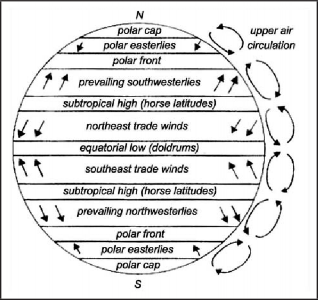 N
polar cap
upper air
circulation
polar easterlies
polar front
prevailing southwesterlies
subtropical high (horse latitudes)
northeast trade winds
equatorial low (doldrums)
southeast trade winds
subtropical high (horse latitudes)
prevailing northwesterlies
polar front
polar easterlies
polar cap
S